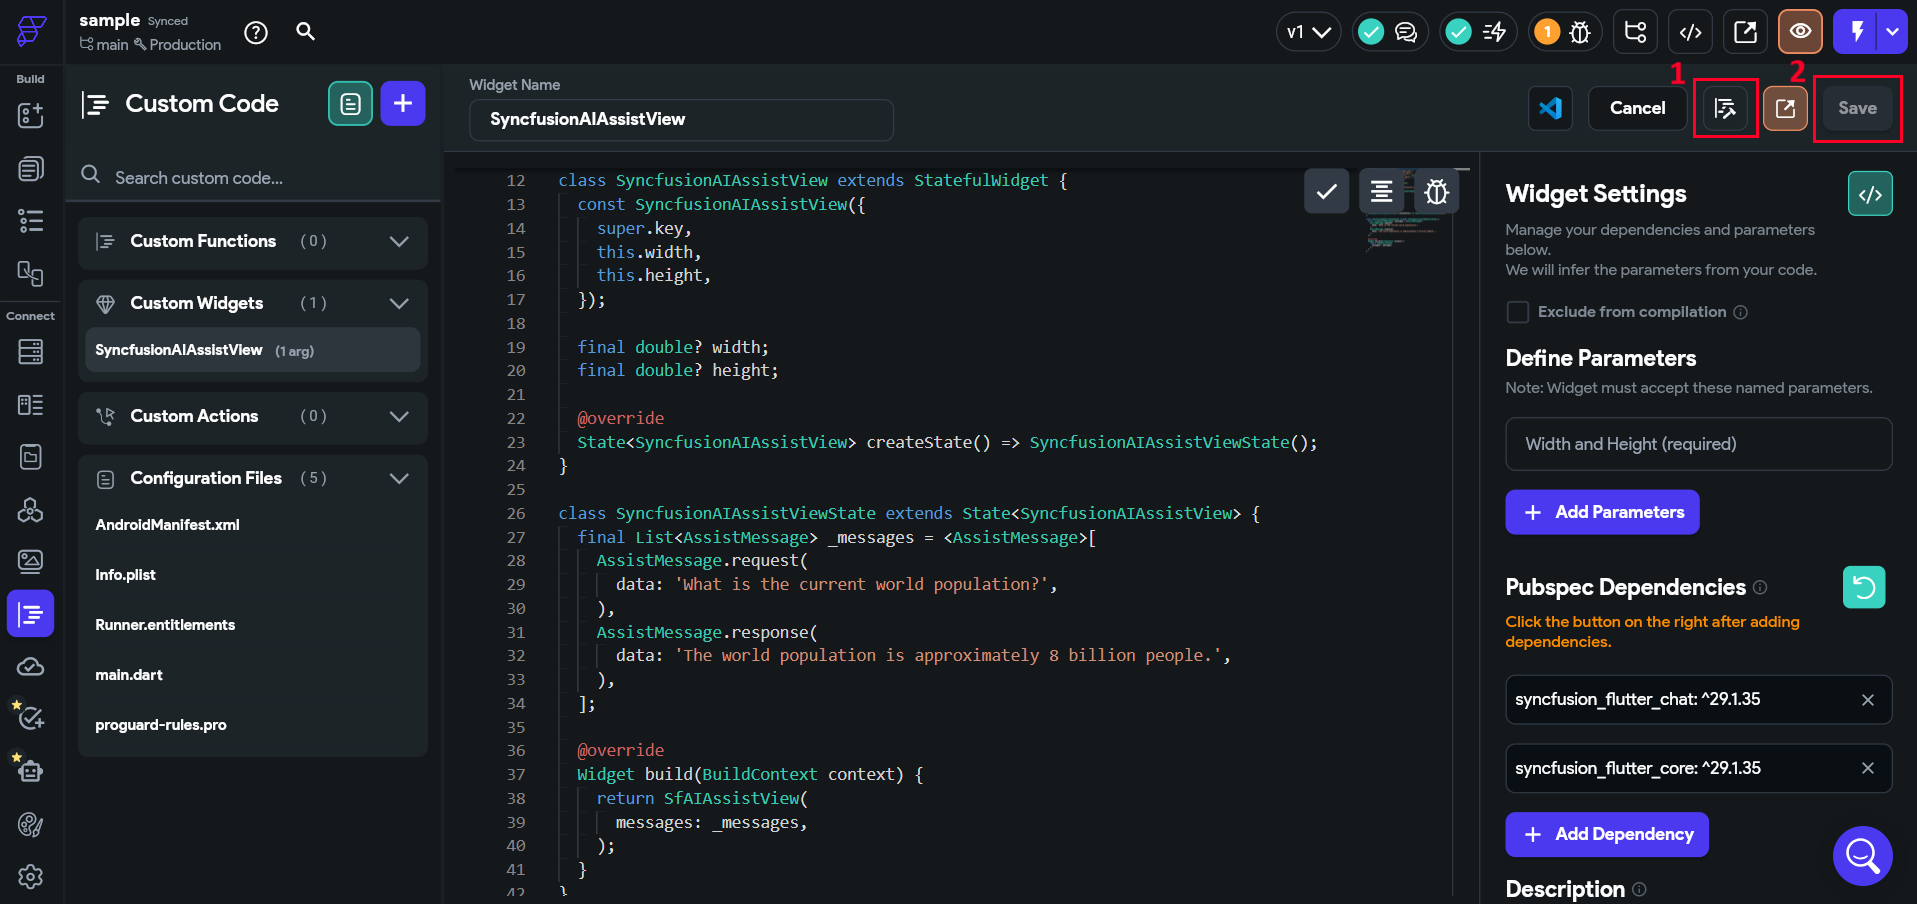 sample Synced
main Production
v1
1
Build
Connect
Custom Code
Search custom code...
Custom Functions ( 0 )
Custom Widgets ( 1 )
SyncfusionAIAssistView (1 arg)
Custom Actions ( 0 )
Configuration Files ( 5 )
AndroidManifest.xml
Info.plist
Runner.entitlements
main.dart
proguard-rules.pro
Widget Name
SyncfusionAIAssistView
Cancel
1
2
Save
12 class SyncfusionAIAssistView extends StatefulWidget {
13 const SyncfusionAIAssistView({
14 super.key,
15 this.width,
16 this.height,
17 });
18
19 final double? width;
20 final double? height;
21
22 @override
23 State<SyncfusionAIAssistView> createState() => SyncfusionAIAssistViewState();
24 }
25
26 class SyncfusionAIAssistViewState extends State<SyncfusionAIAssistView> {
27 final List<AssistMessage> _messages = <AssistMessage>[
28 AssistMessage.request(
29 data: 'What is the current world population?',
30 ),
31 AssistMessage.response(
32 data: 'The world population is approximately 8 billion people.',
33 ),
34 ];
35
36 @override
37 Widget build(BuildContext context) {
38 return SfAIAssistView(
39 messages: _messages,
40 );
41 }
42 }
Widget Settings
Manage your dependencies and parameters
below.
We will infer the parameters from your code.
Exclude from compilation
Define Parameters
Note: Widget must accept these named parameters.
Width and Height (required)
+ Add Parameters
Pubspec Dependencies
Click the button on the right after adding
dependencies.
syncfusion_flutter_chat: ^29.1.35
syncfusion_flutter_core: ^29.1.35
+ Add Dependency
Description